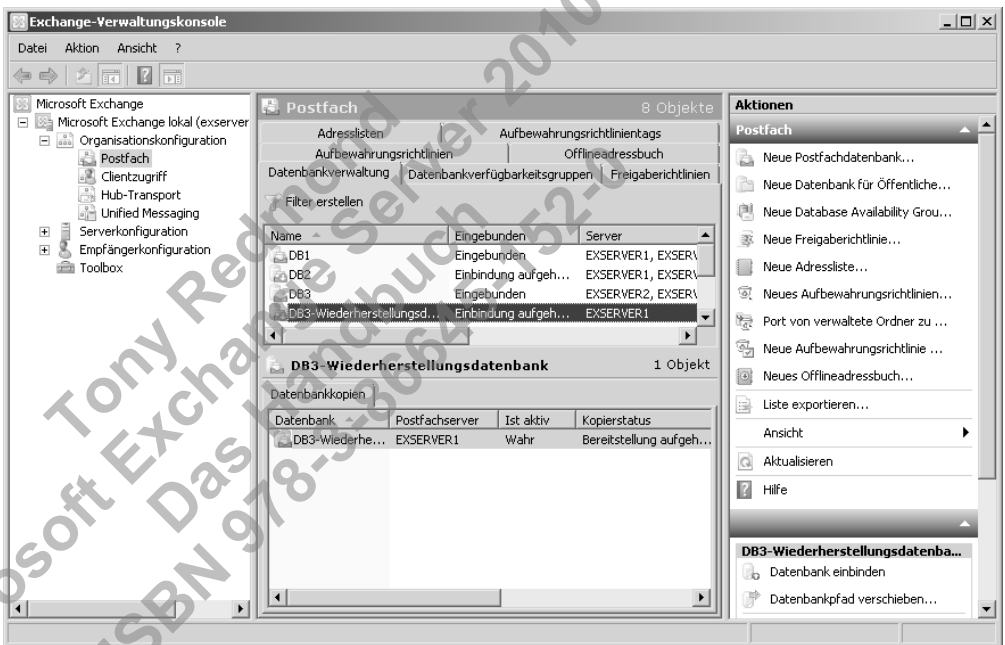 Exchange-Verwaltungskonsole
Datei Aktion Ansicht ?
Microsoft Exchange
Microsoft Exchange lokal (exserver
Organisationskonfiguration
Postfach
Clientzugriff
Hub-Transport
Unified Messaging
Serverkonfiguration
Empfängerkonfiguration
Toolbox
Postfach 8 Objekte
Adresslisten Aufbewahrungsrichtlinientags
Aufbewahrungsrichtlinien Offlineadressbuch
Datenbankverwaltung Datenbankverfügbarkeitsgruppen Freigaberichtlinien
Filter erstellen
Name Eingebunden Server
DB1 Eingebunden EXSERVER1, EXSERV
DB2 Einbindung aufgeh... EXSERVER1, EXSERV
DB3 Eingebunden EXSERVER2, EXSERV
DB3-Wiederherstellungsd... Einbindung aufgeh... EXSERVER1
DB3-Wiederherstellungsdatenbank 1 Objekt
Datenbankkopien
Datenbank Postfachserver Ist aktiv Kopierstatus
DB3-Wiederhe... EXSERVER1 Wahr Bereitstellung aufgeh...
Aktionen
Postfach
Neue Postfachdatenbank...
Neue Datenbank für Öffentliche...
Neue Database Availability Grou...
Neue Freigaberichtlinie...
Neue Adressliste...
Neues Aufbewahrungsrichtlinien...
Port von verwaltete Ordner zu ...
Neue Aufbewahrungsrichtlinie ...
Neues Offlineadressbuch...
Liste exportieren...
Ansicht
Aktualisieren
Hilfe
DB3-Wiederherstellungsdatenba...
Datenbank einbinden
Datenbankpfad verschieben...
Tony Redmond
osoft Exchange Server 2010
Das Handbuch
ISBN 978-3-86645-152-0